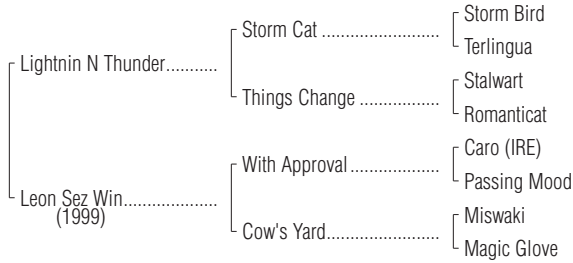 Storm Bird
Storm Cat ........................
Terlingua
Lightnin N Thunder...........
Stalwart
Things Change ................
Romanticat
Caro (IRE)
With Approval..................
Passing Mood
Leon Sez Win....................
(1999)
Miswaki
Cow's Yard.......................
Magic Glove